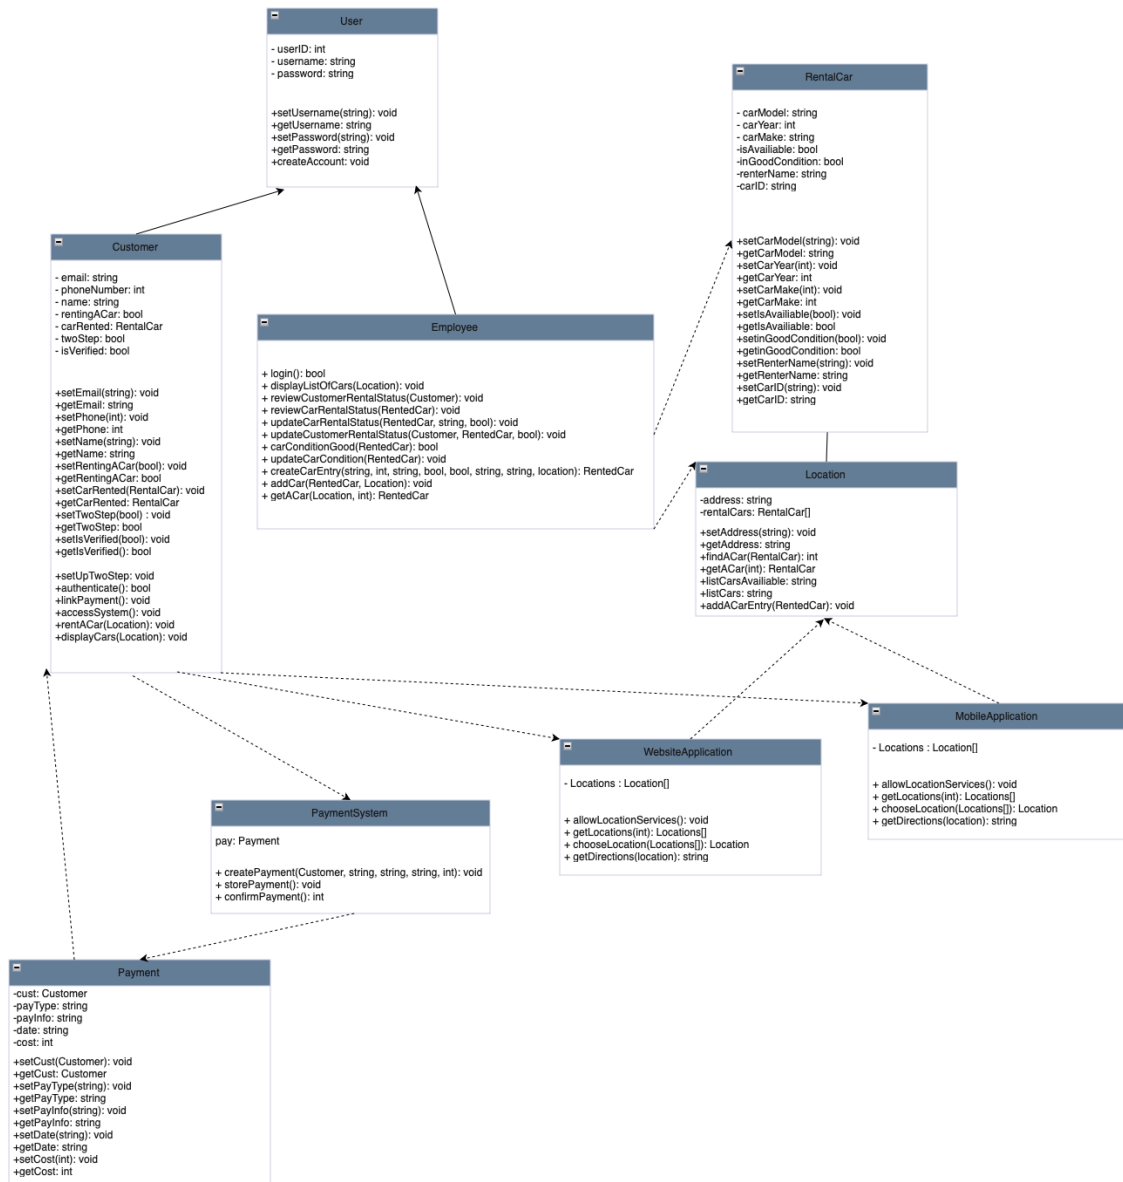 User
- userID: int
- username: string
- password: string
+setUsername(string): void
+getUsername: string
+setPassword(string): void
+getPassword: string
+createAccount: void
RentalCar
- carModel: string
- carYear: int
- carMake: string
-isAvailiable: bool
-inGoodCondition: bool
-renterName: string
-carID: string
+setCarModel(string): void
+getCarModel: string
+setCarYear(int): void
+getCarYear: int
+setCarMake(int): void
+getCarMake: int
+setIsAvailiable(bool): void
+getIsAvailiable: bool
+setinGoodCondition(bool): void
+getinGoodCondition: bool
+setRenterName(string): void
+getRenterName: string
+setCarID(string): void
+getCarID: string
Customer
- email: string
- phoneNumber: int
- name: string
- rentingACar: bool
- carRented: RentalCar
- twoStep: bool
- isVerified: bool
+setEmail(string): void
+getEmail: string
+setPhone(int): void
+getPhone: int
+setName(string): void
+getName: string
+setRentingACar(bool): void
+getRentingACar: bool
+setCarRented(RentalCar): void
+getCarRented: RentalCar
+setTwoStep(bool) : void
+getTwoStep: bool
+setIsVerified(bool): void
+getIsVerified(): bool
+setUpTwoStep: void
+authenticate(): bool
+linkPayment(): void
+accessSystem(): void
+rentACar(Location): void
+displayCars(Location): void
Employee
+ login(): bool
+ displayListOfCars(Location): void
+ reviewCustomerRentalStatus(Customer): void
+ reviewCarRentalStatus(RentedCar): void
+ updateCarRentalStatus(RentedCar, string, bool): void
+ updateCustomerRentalStatus(Customer, RentedCar, bool): void
+ carConditionGood(RentedCar): bool
+ updateCarCondition(RentedCar): void
+ createCarEntry(string, int, string, bool, bool, string, string, location): RentedCar
+ addCar(RentedCar, Location): void
+ getACar(Location, int): RentedCar
Location
-address: string
-rentalCars: RentalCar[]
+setAddress(string): void
+getAddress: string
+findACar(RentalCar): int
+getACar(int): RentalCar
+listCarsAvailiable: string
+listCars: string
+addACarEntry(RentedCar): void
MobileApplication
- Locations : Location[]
+ allowLocationServices(): void
+ getLocations(int): Locations[]
+ chooseLocation(Locations[]): Location
+ getDirections(location): string
WebsiteApplication
- Locations : Location[]
+ allowLocationServices(): void
+ getLocations(int): Locations[]
+ chooseLocation(Locations[]): Location
+ getDirections(location): string
PaymentSystem
pay: Payment
+ createPayment(Customer, string, string, string, int): void
+ storePayment(): void
+ confirmPayment(): int
Payment
-cust: Customer
-payType: string
-payInfo: string
-date: string
-cost: int
+setCust(Customer): void
+getCust: Customer
+setPayType(string): void
+getPayType: string
+setPayInfo(string): void
+getPayInfo: string
+setDate(string): void
+getDate: string
+setCost(int): void
+getCost: int